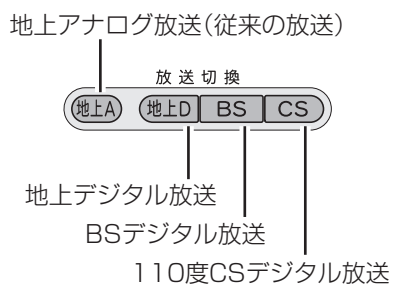 地上アナログ放送(従来の放送)
放送切換
地上A 地上D BS CS
地上デジタル放送
BSデジタル放送
110度CSデジタル放送